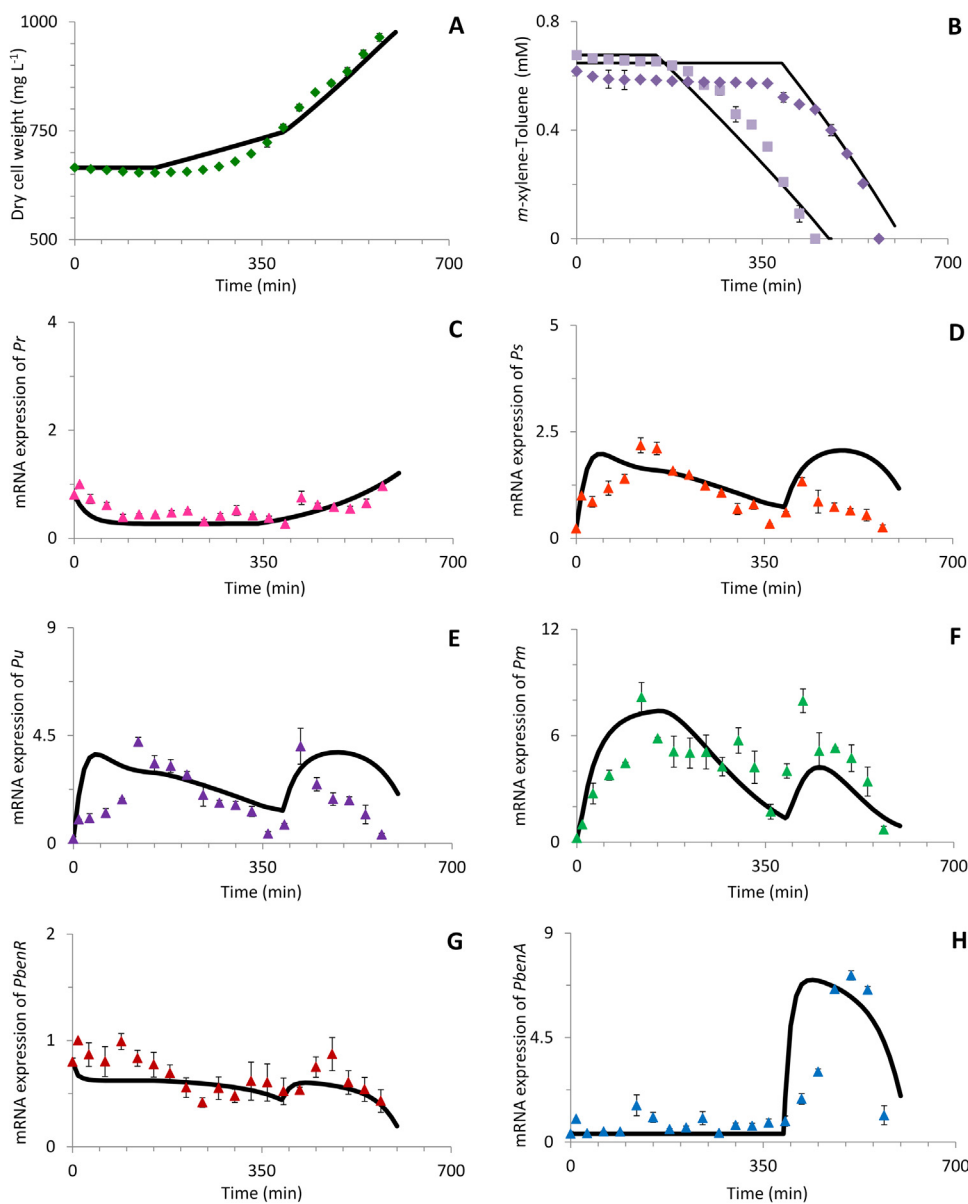 A
Dry cell weight (mg L⁻¹)
1000
750
500
0
350
700
Time (min)
B
m-xylene-Toluene (mM)
0.8
0.4
0
0
350
700
Time (min)
C
mRNA expression of Pr
4
2
0
0
350
700
Time (min)
D
mRNA expression of Ps
5
2.5
0
0
350
700
Time (min)
E
mRNA expression of Pu
9
4.5
0
0
350
700
Time (min)
F
mRNA expression of Pm
12
6
0
0
350
700
Time (min)
G
mRNA expression of PbenR
2
1
0
0
350
700
Time (min)
H
mRNA expression of PbenA
9
4.5
0
0
350
700
Time (min)